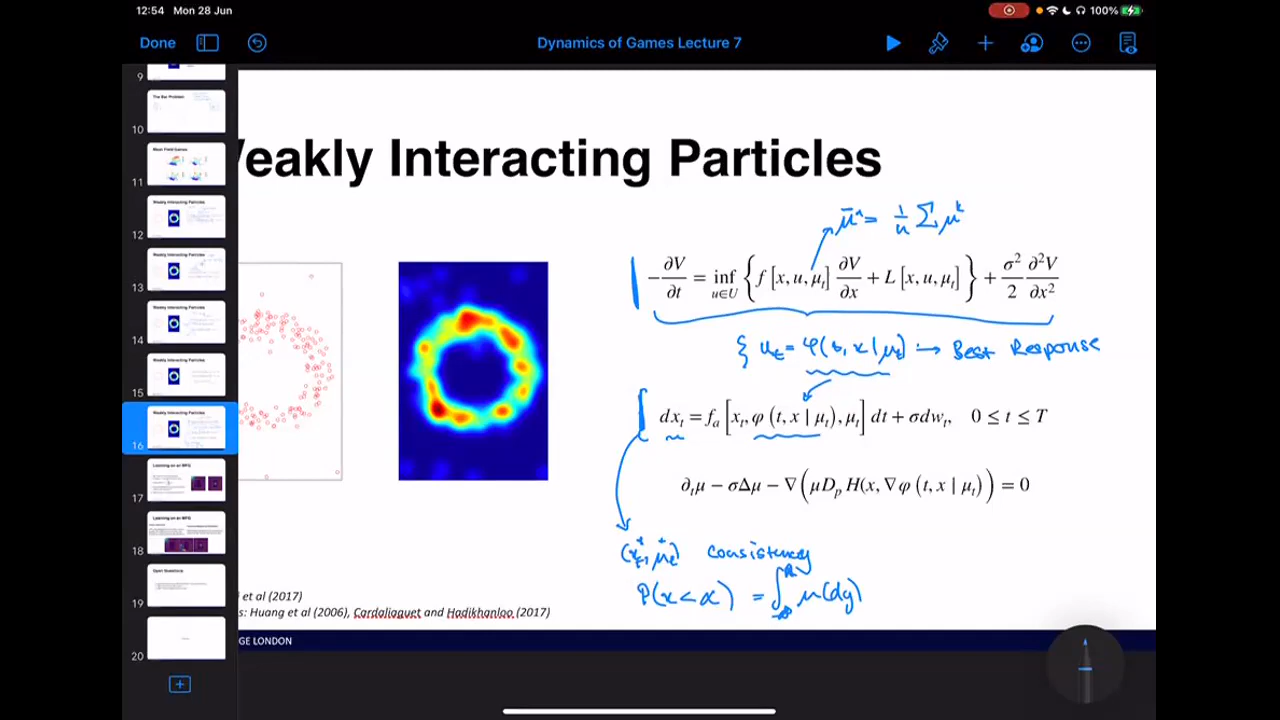 12:54 Mon 28 Jun
100%
Done
Dynamics of Games Lecture 7
9
The Bar Problem
10
Mean Field Games
11
Weakly Interacting Particles
12
Weakly Interacting Particles
13
Weakly Interacting Particles
14
Weakly Interacting Particles
15
Weakly Interacting Particles
16
Learning on an MFG
17
Learning on an MFG
18
Open Questions
19
20
eakly Interacting Particles
μ̄ⁿ = 1/n Σ μᵏ
−∂V/∂t = inf_{u∈U} { f [x, u, μ_t] ∂V/∂x + L [x, u, μ_t] } + σ²/2 ∂²V/∂x²
{ u_t = φ(t, x | μ_t) → Best Response
dx_t = f_a [x_t, φ (t, x | μ_t), μ_t] dt + σdw_t, 0 ≤ t ≤ T
∂_tμ − σΔμ − ∇(μD_p H(x, ∇φ (t, x | μ_t)) = 0
(x_t*, μ_t*) consistency
P(x < α) = ∫ μ(dy)
et al (2017)
s: Huang et al (2006), Cardaliaguet and Hadikhanloo (2017)
GE LONDON